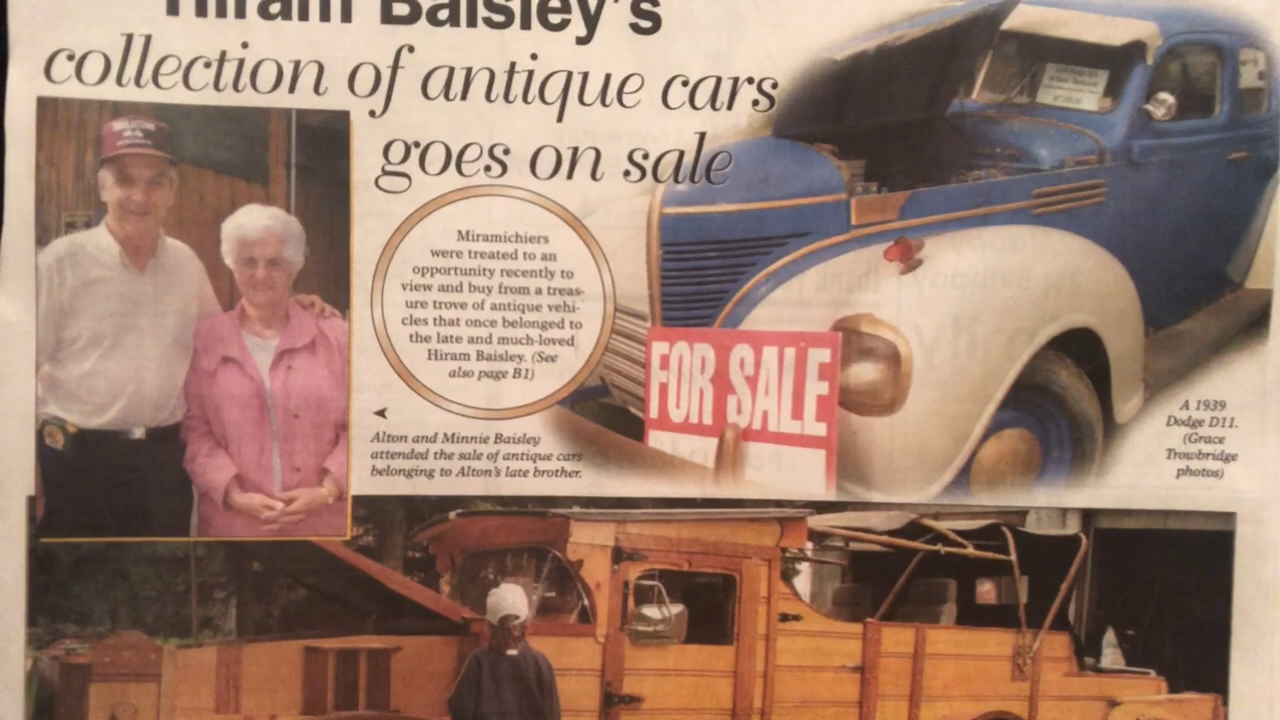 Hiram Baisley's
collection of antique cars
goes on sale
Miramichiers
were treated to an
opportunity recently to
view and buy from a treas-
ure trove of antique vehi-
cles that once belonged to
the late and much-loved
Hiram Baisley. (See
also page B1)
Alton and Minnie Baisley
attended the sale of antique cars
belonging to Alton's late brother.
FOR SALE
A 1939
Dodge D11.
(Grace
Trowbridge
photos)